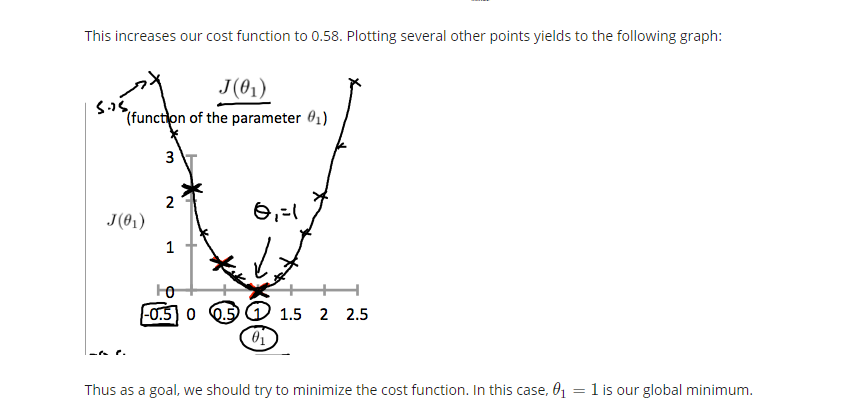 This increases our cost function to 0.58. Plotting several other points yields to the following graph:
J(θ₁)
5.25
(function of the parameter θ₁)
3
2
θ₁=1
J(θ₁)
1
0
-0.5 0 0.5 1 1.5 2 2.5
θ₁
Thus as a goal, we should try to minimize the cost function. In this case, θ₁ = 1 is our global minimum.